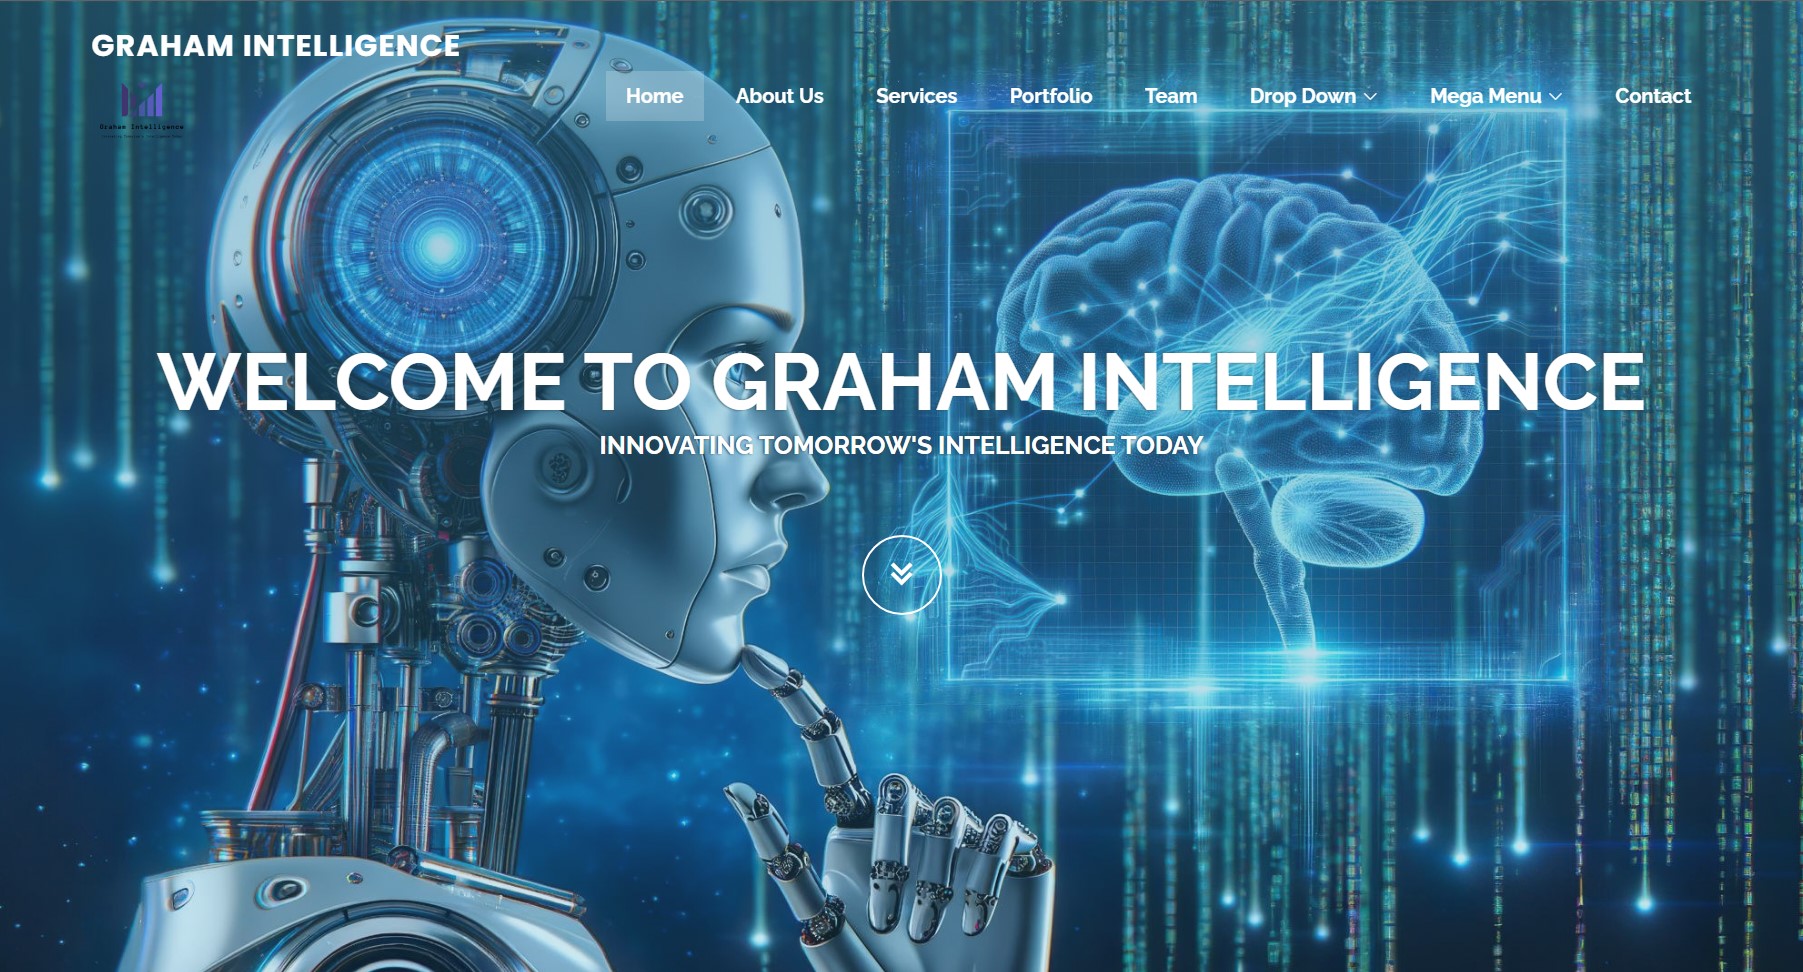 GRAHAM INTELLIGENCE
Graham Intelligence
Home
About Us
Services
Portfolio
Team
Drop Down
Mega Menu
Contact
WELCOME TO GRAHAM INTELLIGENCE
INNOVATING TOMORROW'S INTELLIGENCE TODAY